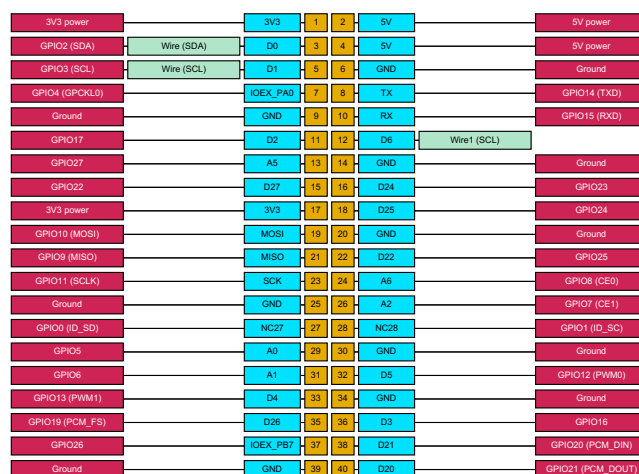 3V3 power 3V3 1 2 5V 5V power
GPIO2 (SDA) Wire (SDA) D0 3 4 5V 5V power
GPIO3 (SCL) Wire (SCL) D1 5 6 GND Ground
GPIO4 (GPCKL0) IOEX_PA0 7 8 TX GPIO14 (TXD)
Ground GND 9 10 RX GPIO15 (RXD)
GPIO17 D2 11 12 D6 Wire1 (SCL)
GPIO27 A5 13 14 GND Ground
GPIO22 D27 15 16 D24 GPIO23
3V3 power 3V3 17 18 D25 GPIO24
GPIO10 (MOSI) MOSI 19 20 GND Ground
GPIO9 (MISO) MISO 21 22 D22 GPIO25
GPIO11 (SCLK) SCK 23 24 A6 GPIO8 (CE0)
Ground GND 25 26 A2 GPIO7 (CE1)
GPIO0 (ID_SD) NC27 27 28 NC28 GPIO1 (ID_SC)
GPIO5 A0 29 30 GND Ground
GPIO6 A1 31 32 D5 GPIO12 (PWM0)
GPIO13 (PWM1) D4 33 34 GND Ground
GPIO19 (PCM_FS) D26 35 36 D3 GPIO16
GPIO26 IOEX_PB7 37 38 D21 GPIO20 (PCM_DIN)
Ground GND 39 40 D20 GPIO21 (PCM_DOUT)